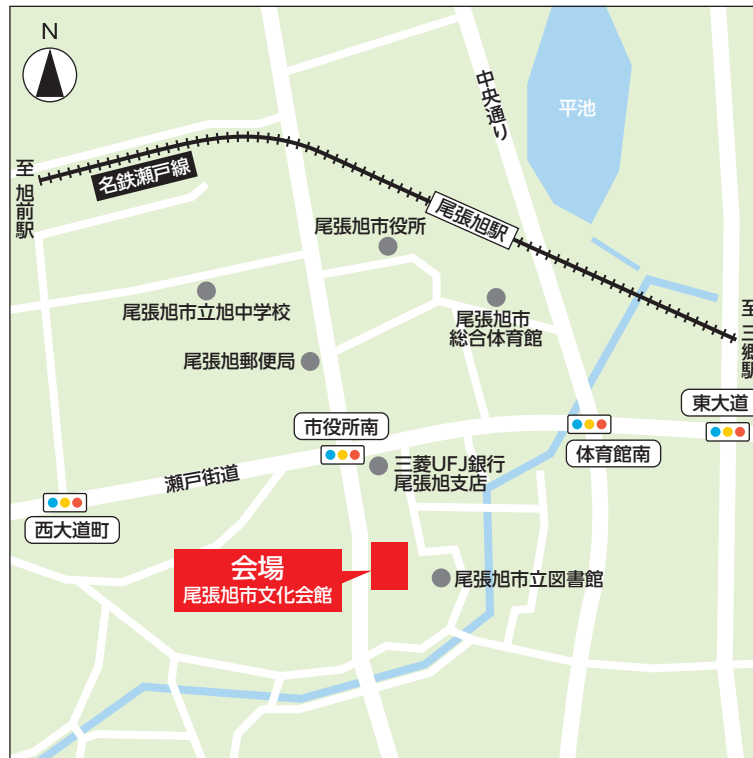 N
中央通り
平池
名鉄瀬戸線
至 旭前駅
尾張旭駅
尾張旭市役所
尾張旭市立旭中学校
尾張旭市
総合体育館
至 三郷駅
尾張旭郵便局
東大道
市役所南
体育館南
三菱UFJ銀行
尾張旭支店
瀬戸街道
西大道町
会場
尾張旭市文化会館
尾張旭市立図書館